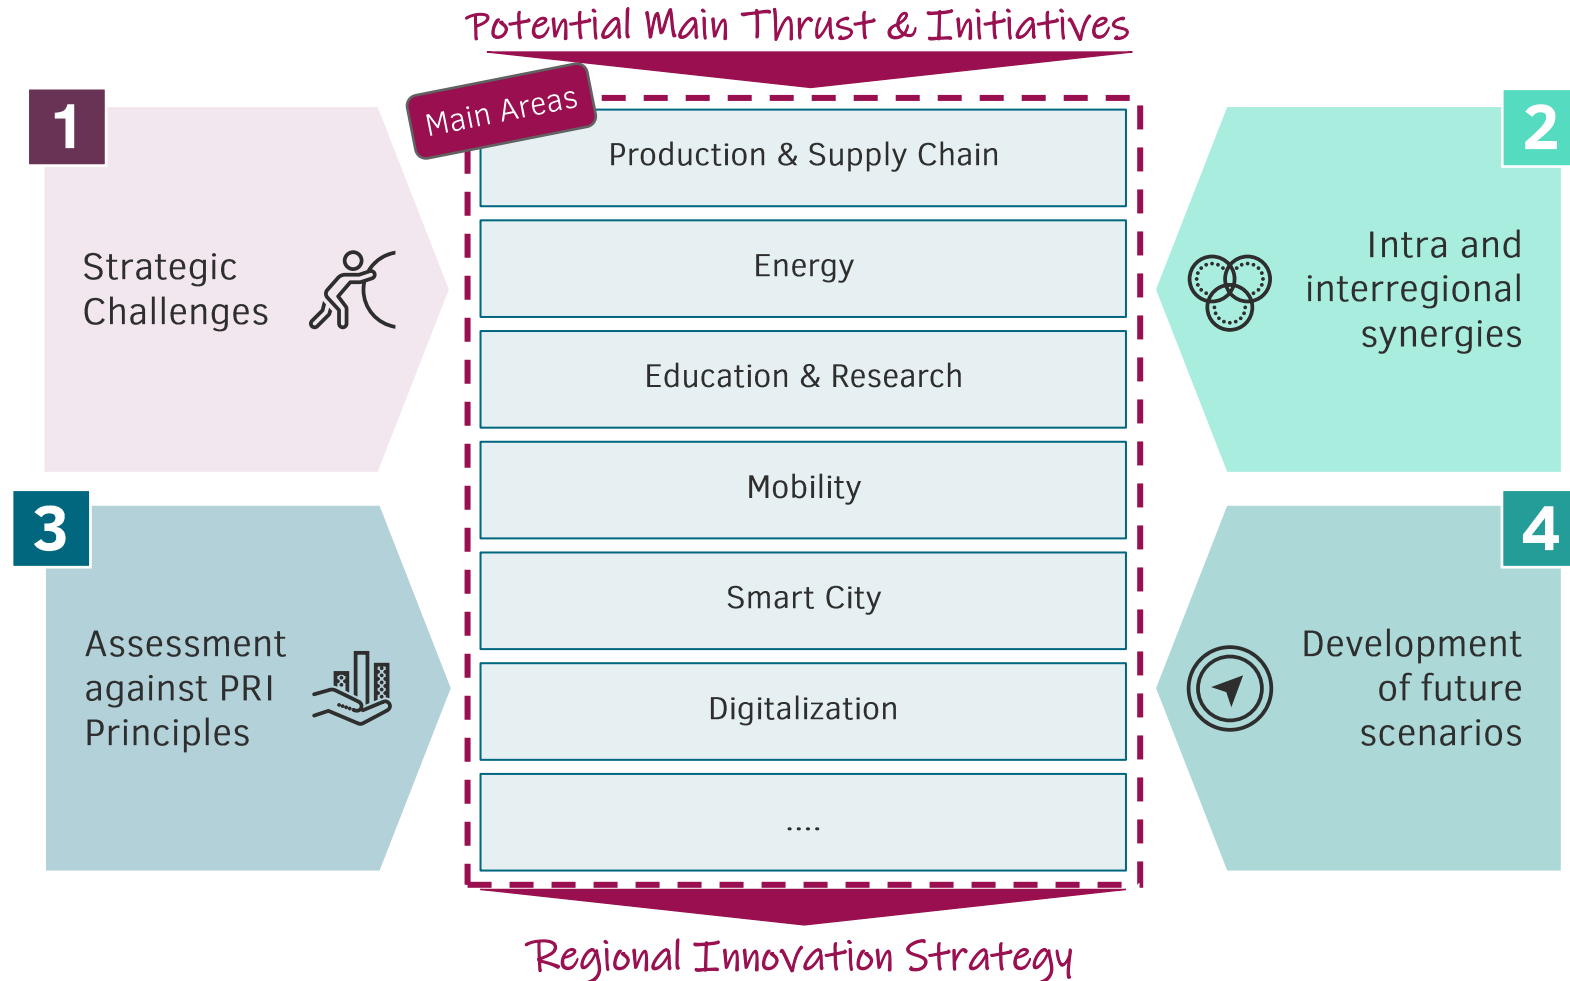 Potential Main Thrust & Initiatives
Main Areas
1
Strategic
Challenges
2
Intra and
interregional
synergies
3
Assessment
against PRI
Principles
4
Development
of future
scenarios
Production & Supply Chain
Energy
Education & Research
Mobility
Smart City
Digitalization
....
Regional Innovation Strategy